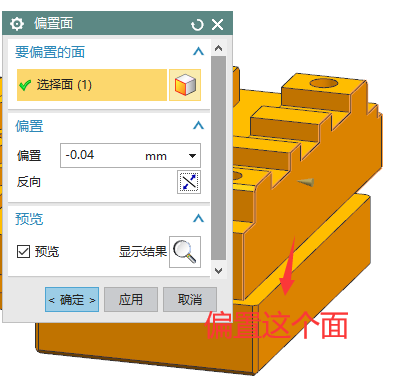 偏置面
要偏置的面
选择面 (1)
偏置
偏置 -0.04 mm
反向
预览
预览 显示结果
< 确定 > 应用 取消
偏置这个面